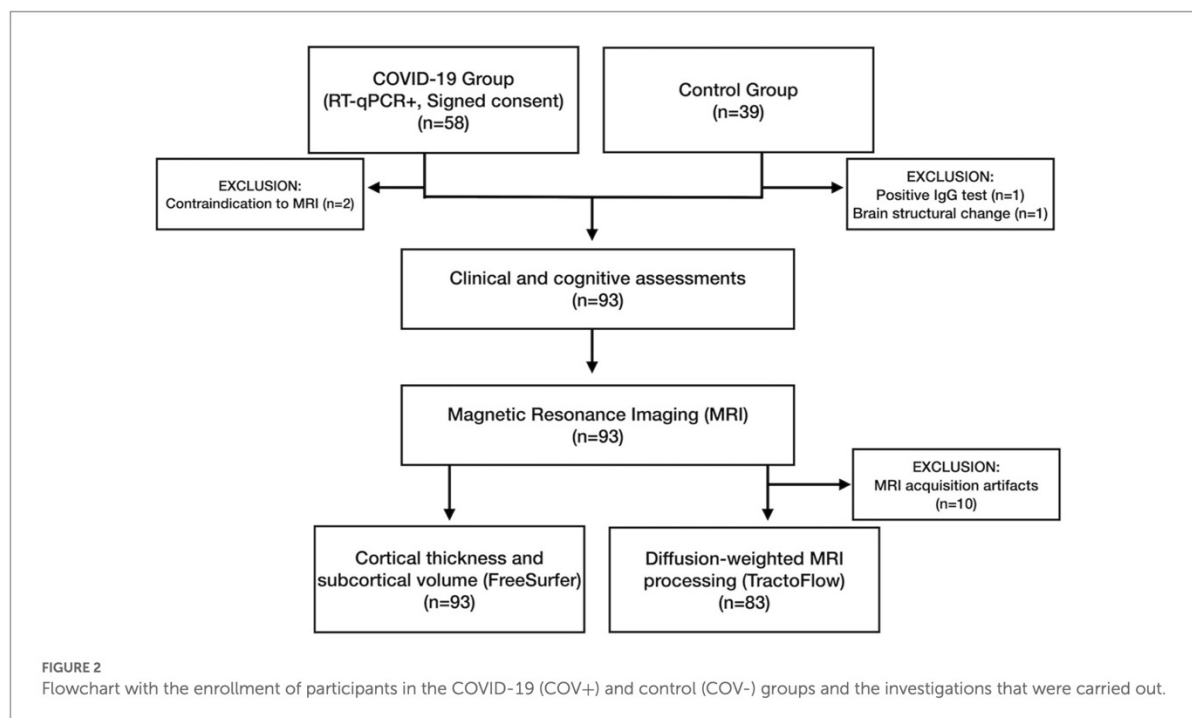 COVID-19 Group
(RT-qPCR+, Signed consent)
(n=58)
Control Group
(n=39)
EXCLUSION:
Contraindication to MRI (n=2)
EXCLUSION:
Positive IgG test (n=1)
Brain structural change (n=1)
Clinical and cognitive assessments
(n=93)
Magnetic Resonance Imaging (MRI)
(n=93)
EXCLUSION:
MRI acquisition artifacts
(n=10)
Cortical thickness and
subcortical volume (FreeSurfer)
(n=93)
Diffusion-weighted MRI
processing (TractoFlow)
(n=83)
FIGURE 2
Flowchart with the enrollment of participants in the COVID-19 (COV+) and control (COV-) groups and the investigations that were carried out.